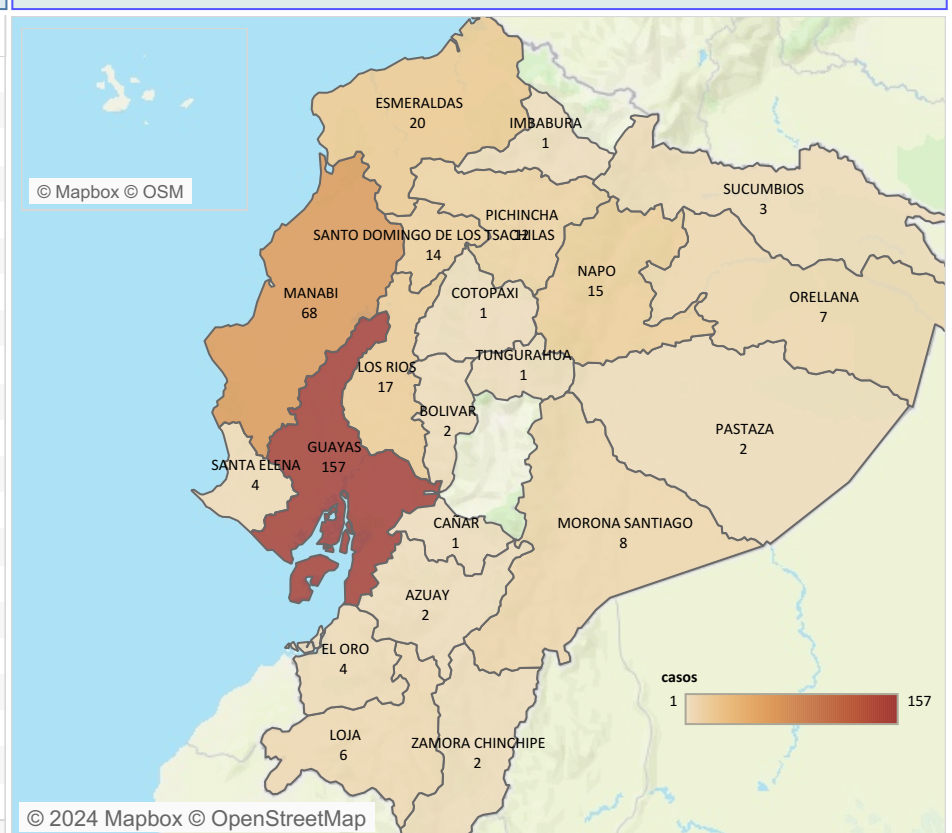 ESMERALDAS
20
IMBABURA
1
© Mapbox © OSM
SUCUMBIOS
3
PICHINCHA
12
SANTO DOMINGO DE LOS TSACHILAS
14
NAPO
15
MANABI
68
COTOPAXI
1
ORELLANA
7
TUNGURAHUA
1
LOS RIOS
17
BOLIVAR
2
PASTAZA
2
GUAYAS
157
SANTA ELENA
4
CAÑAR
1
MORONA SANTIAGO
8
AZUAY
2
EL ORO
4
casos
1
157
LOJA
6
ZAMORA CHINCHIPE
2
© 2024 Mapbox © OpenStreetMap